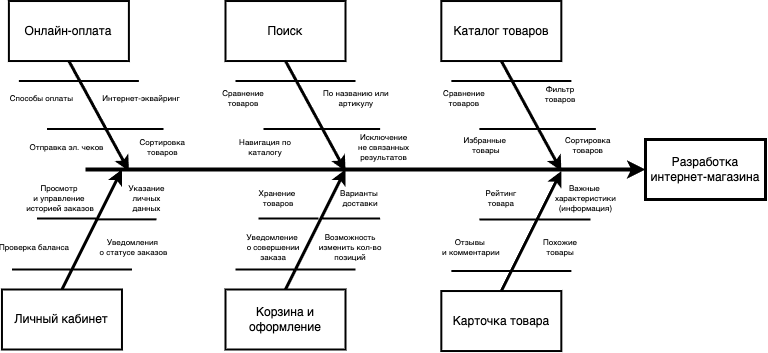 Онлайн-оплата
Поиск
Каталог товаров
Способы оплаты
Интернет-эквайринг
Сравнение
товаров
По названию или
артикулу
Сравнение
товаров
Фильтр
товаров
Отправка эл. чеков
Сортировка
товаров
Навигация по
каталогу
Исключение
не связанных
результатов
Избранные
товары
Сортировка
товаров
Разработка
интернет-магазина
Просмотр
и управление
историей заказов
Указание
личных
данных
Хранение
товаров
Варианты
доставки
Рейтинг
товара
Важные
характеристики
(информация)
Проверка баланса
Уведомления
о статусе заказов
Уведомление
о совершении
заказа
Возможность
изменить кол-во
позиций
Отзывы
и комментарии
Похожие
товары
Личный кабинет
Корзина и
оформление
Карточка товара